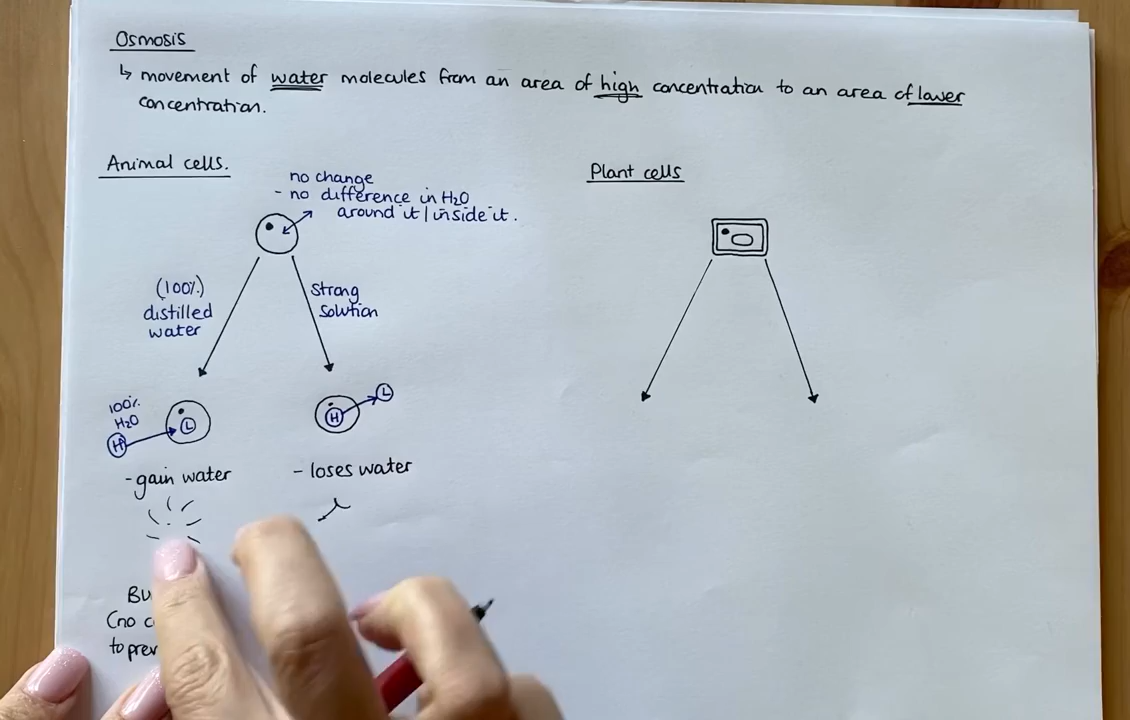 Osmosis
↳ movement of water molecules from an area of high concentration to an area of lower
concentration.
Animal cells.
no change
- no difference in H₂O
around it / inside it.
(100%)
distilled
water
Strong
Solution
100%
H₂O
H
L
H
L
- gain water
- loses water
(no
to
Plant cells